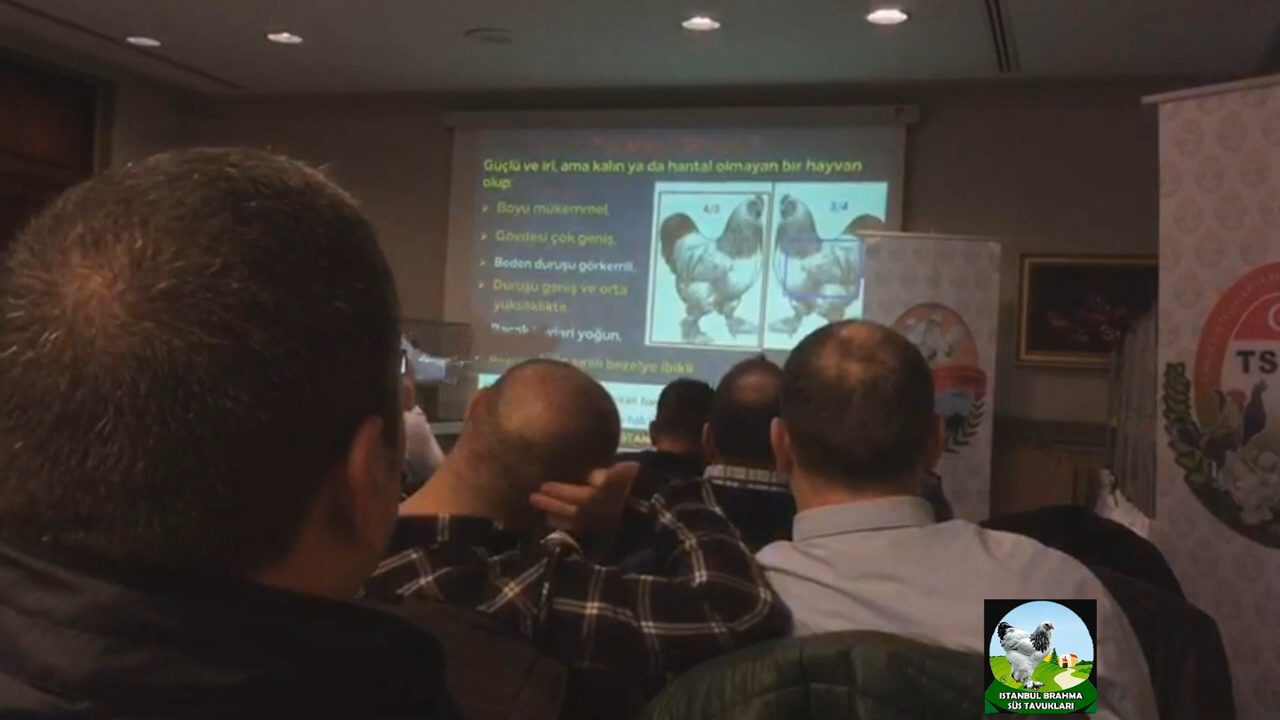 Güçlü ve iri, ama kalın ya da hantal olmayan bir hayvan
olup:
➢ Boyu mükemmel.
➢ Gövdesi çok geniş.
➢ Beden duruşu görkemli.
➢ Duruşu geniş ve orta
yükseklikte.
yoğun.
bezelye ibikli
4/3
3/4
TS
ISTANBUL BRAHMA
SÜS TAVUKLARI